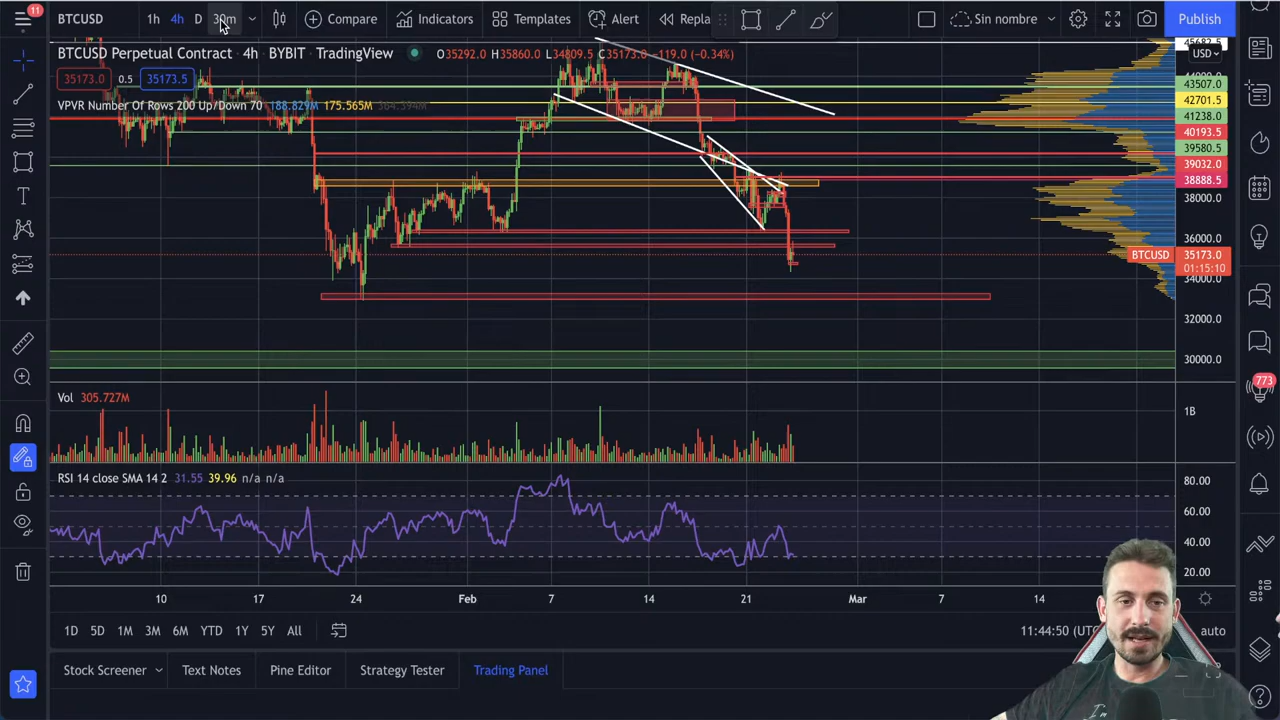 11
BTCUSD 1h 4h D 30m Compare Indicators Templates Alert Repla Sin nombre Publish
BTCUSD Perpetual Contract · 4h · BYBIT · TradingView O35292.0 H35860.0 L34809.5 C35173.0 −119.0 (−0.34%)
35173.0 0.5 35173.5
VPVR Number Of Rows 200 Up/Down 70 188.829M 175.565M 364.394M
45682.5
USD
44000.0
43507.0
42701.5
41238.0
40193.5
39580.5
39032.0
38888.5
38000.0
36000.0
BTCUSD 35173.0
01:15:10
34000.0
32000.0
30000.0
Vol 305.727M
1B
773
RSI 14 close SMA 14 2 31.55 39.96 n/a n/a
80.00
60.00
40.00
20.00
10 17 24 Feb 7 14 21 Mar 7 14
1D 5D 1M 3M 6M YTD 1Y 5Y All 11:44:50 (UTC auto
Stock Screener Text Notes Pine Editor Strategy Tester Trading Panel